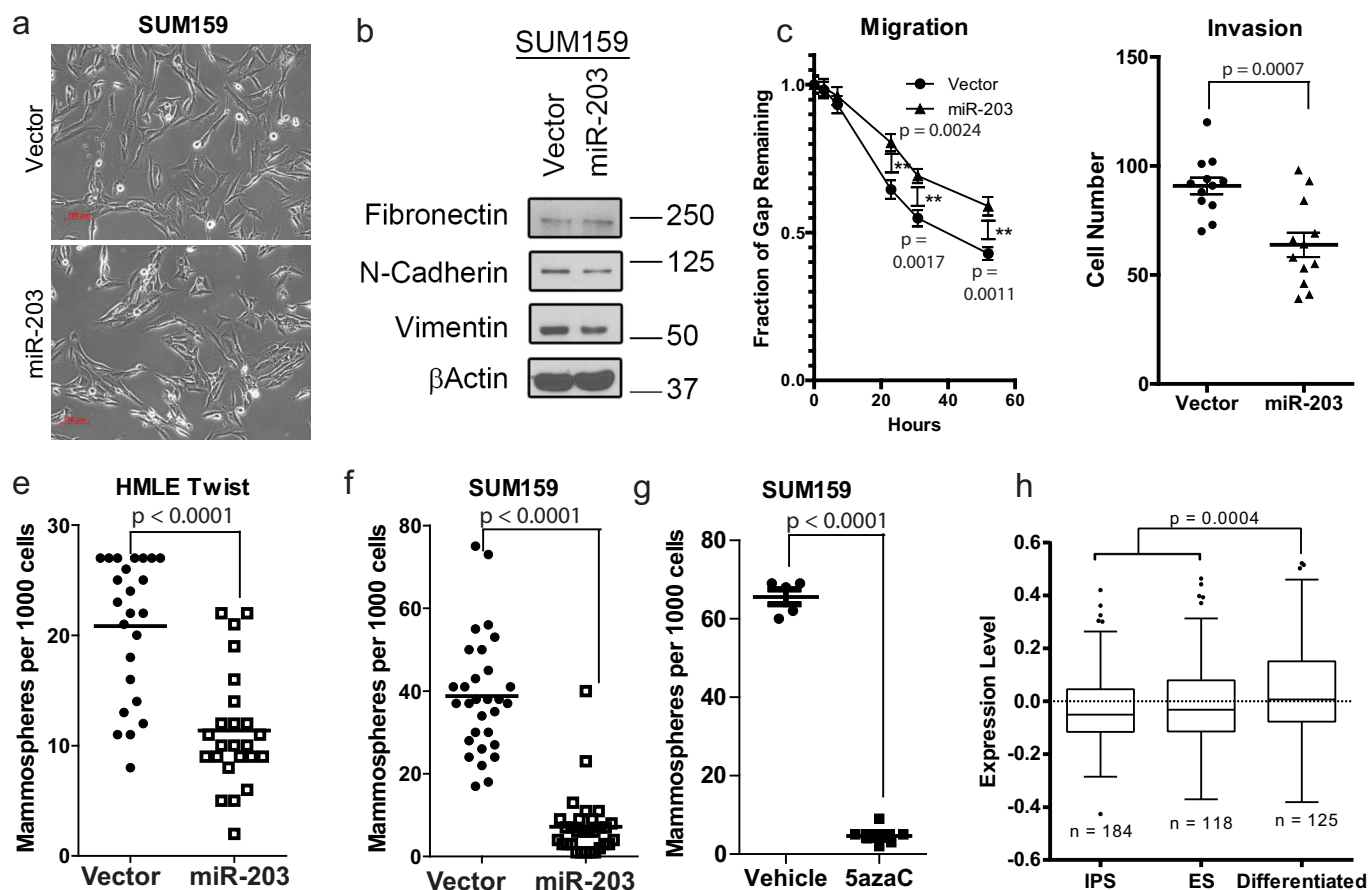 a
SUM159
Vector
miR-203
100 µm
b
SUM159
Vector
miR-203
Fibronectin
250
N-Cadherin
125
Vimentin
50
βActin
37
c
Migration
Fraction of Gap Remaining
1.0
0.5
0.0
Vector
miR-203
p = 0.0024
**
**
**
p =
0.0017
p =
0.0011
0
20
40
60
Hours
Invasion
p = 0.0007
Cell Number
150
100
50
0
Vector
miR-203
e
HMLE Twist
p < 0.0001
Mammospheres per 1000 cells
30
20
10
0
Vector
miR-203
f
SUM159
p < 0.0001
Mammospheres per 1000 cells
80
60
40
20
0
Vector
miR-203
g
SUM159
p < 0.0001
Mammospheres per 1000 cells
80
60
40
20
0
Vehicle
5azaC
h
p = 0.0004
Expression Level
0.6
0.4
0.2
0.0
-0.2
-0.4
-0.6
n = 184
n = 118
n = 125
IPS
ES
Differentiated